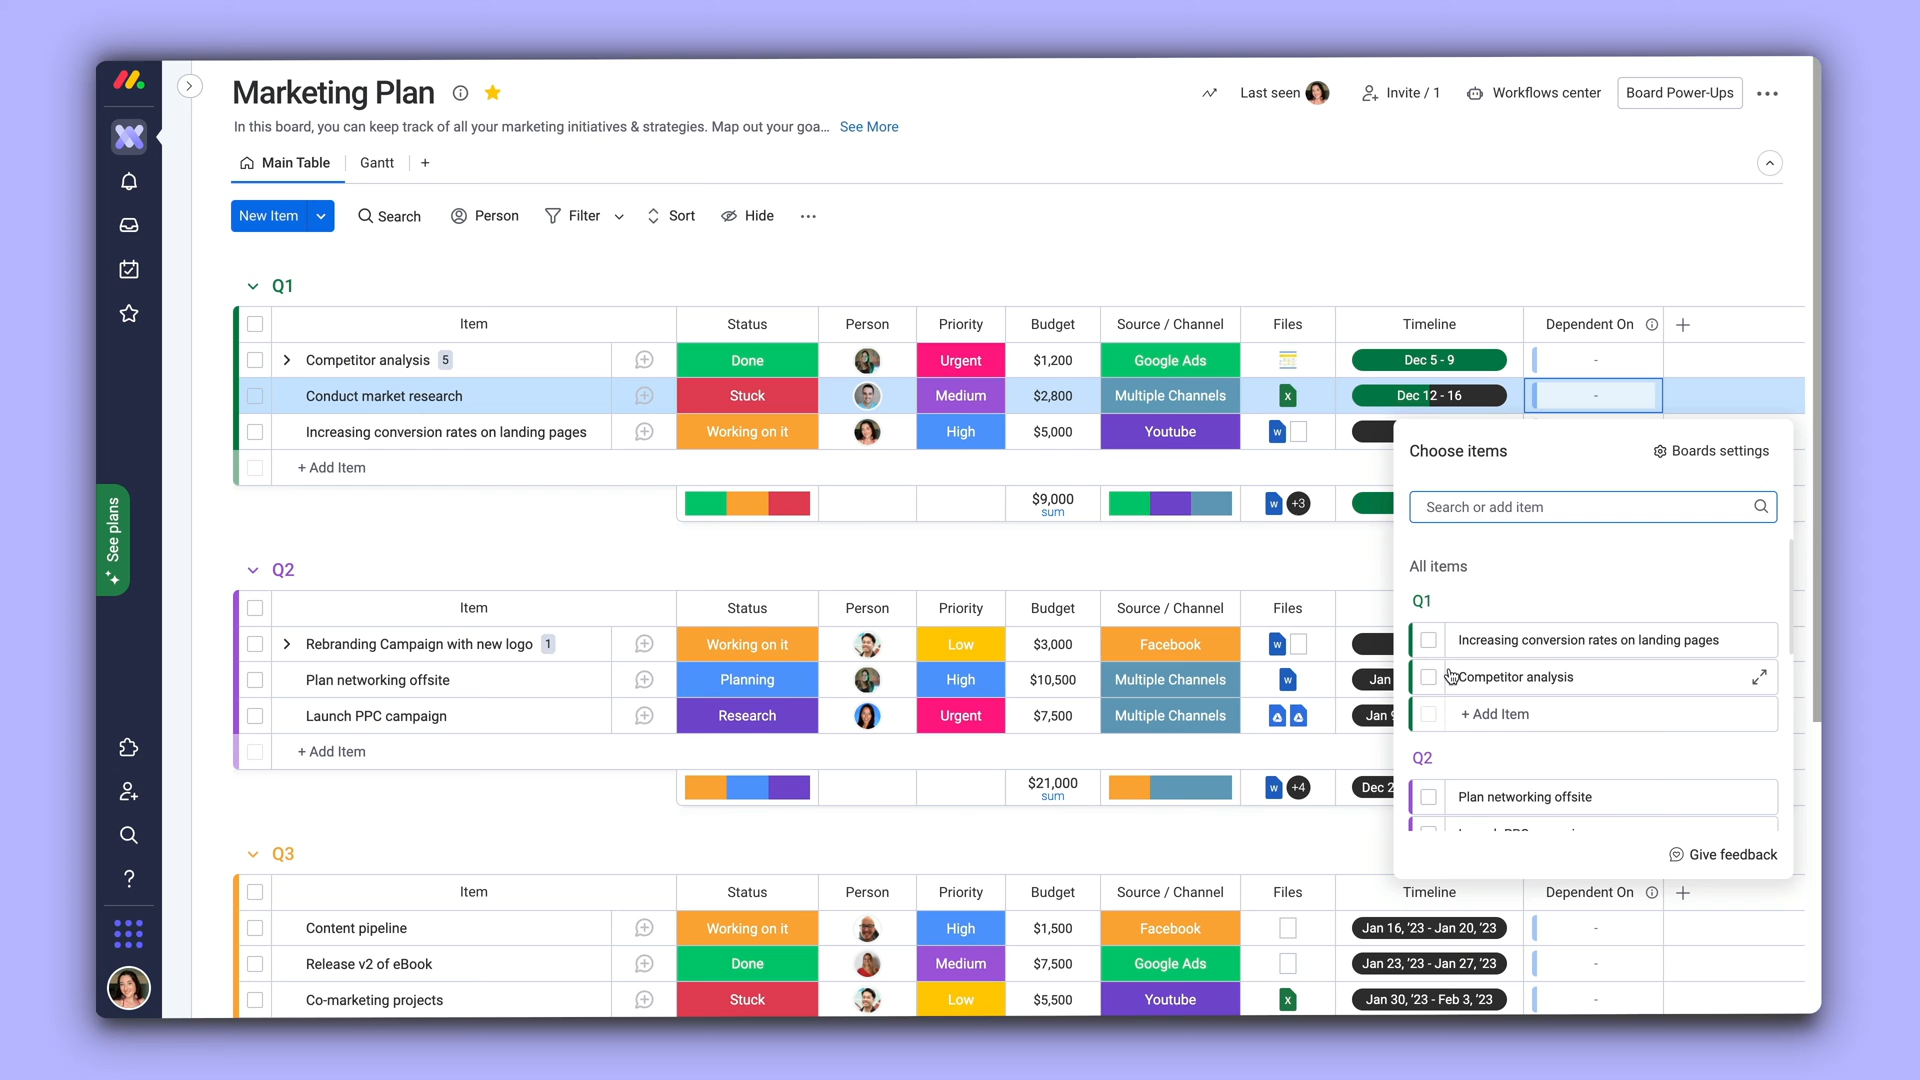 Marketing Plan
Last seen
Invite / 1
Workflows center
Board Power-Ups
In this board, you can keep track of all your marketing initiatives & strategies. Map out your goa... See More
Main Table
Gantt
New Item
Search
Person
Filter
Sort
Hide
Q1
Item Status Person Priority Budget Source / Channel Files Timeline Dependent On
Competitor analysis 5 Done Urgent $1,200 Google Ads Dec 5 - 9 -
Conduct market research Stuck Medium $2,800 Multiple Channels X Dec 12 - 16 -
Increasing conversion rates on landing pages Working on it High $5,000 Youtube W
+ Add Item
$9,000 W +3
sum
See plans
Choose items
Boards settings
Search or add item
All items
Q1
Increasing conversion rates on landing pages
Competitor analysis
+ Add Item
Q2
Plan networking offsite
Give feedback
Q2
Item Status Person Priority Budget Source / Channel Files
Rebranding Campaign with new logo 1 Working on it Low $3,000 Facebook W
Plan networking offsite Planning High $10,500 Multiple Channels W Jan
Launch PPC campaign Research Urgent $7,500 Multiple Channels Jan
+ Add Item
$21,000 W +4 Dec 2
sum
Q3
Item Status Person Priority Budget Source / Channel Files Timeline Dependent On
Content pipeline Working on it High $1,500 Facebook Jan 16, '23 - Jan 20, '23 -
Release v2 of eBook Done Medium $7,500 Google Ads Jan 23, '23 - Jan 27, '23 -
Co-marketing projects Stuck Low $5,500 Youtube X Jan 30, '23 - Feb 3, '23 -